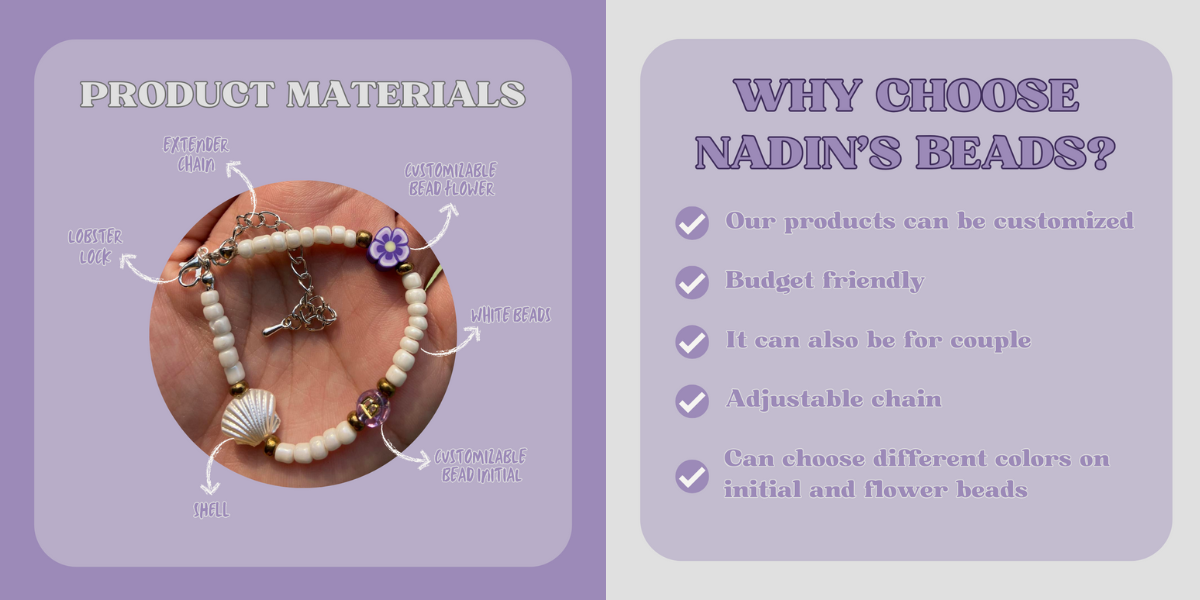 PRODUCT MATERIALS
EXTENDER
CHAIN
CUSTOMIZABLE
BEAD FLOWER
LOBSTER
LOCK
WHITE BEADS
CUSTOMIZABLE
BEAD INITIAL
SHELL
WHY CHOOSE
NADIN'S BEADS?
Our products can be customized
Budget friendly
It can also be for couple
Adjustable chain
Can choose different colors on
initial and flower beads